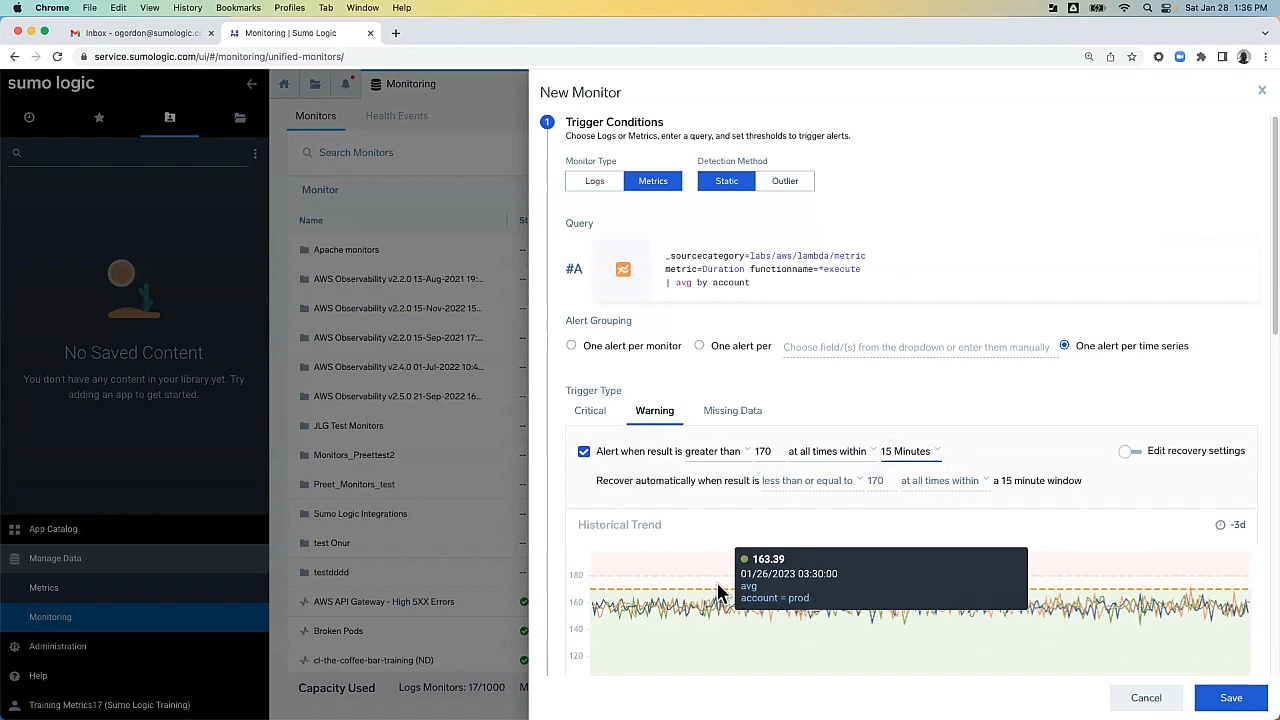 Chrome File Edit View History Bookmarks Profiles Tab Window Help Sat Jan 28 1:36 PM
Inbox - ogordon@sumologic.c
Monitoring | Sumo Logic
service.sumologic.com/ui/#/monitoring/unified-monitors/
sumo logic
No Saved Content
You don't have any content in your library yet. Try
adding an app to get started.
App Catalog
Manage Data
Metrics
Monitoring
Administration
Help
Training Metrics17 (Sumo Logic Training)
Monitoring
Monitors Health Events
Search Monitors
Monitor
Name St
Apache monitors --
AWS Observability v2.2.0 13-Aug-2021 19:... --
AWS Observability v2.2.0 15-Nov-2022 15... --
AWS Observability v2.2.0 15-Sep-2021 17:... --
AWS Observability v2.4.0 01-Jul-2022 10:4... --
AWS Observability v2.5.0 21-Sep-2022 16... --
JLG Test Monitors --
Monitors_Preettest2 --
Preet_Monitors_test --
Sumo Logic Integrations --
test Onur --
testdddd --
AWS API Gateway - High 5XX Errors
Broken Pods
cl-the-coffee-bar-training (ND)
Capacity Used Logs Monitors: 17/1000 M
New Monitor
1 Trigger Conditions
Choose Logs or Metrics, enter a query, and set thresholds to trigger alerts.
Monitor Type Detection Method
Logs Metrics Static Outlier
Query
#A
_sourcecategory=labs/aws/lambda/metric
metric=Duration functionname=*execute
| avg by account
Alert Grouping
One alert per monitor One alert per Choose field/(s) from the dropdown or enter them manually One alert per time series
Trigger Type
Critical Warning Missing Data
Alert when result is greater than 170 at all times within 15 Minutes Edit recovery settings
Recover automatically when result is less than or equal to 170 at all times within a 15 minute window
Historical Trend -3d
180
160
140
120
163.39
01/26/2023 03:30:00
avg
account = prod
Cancel Save